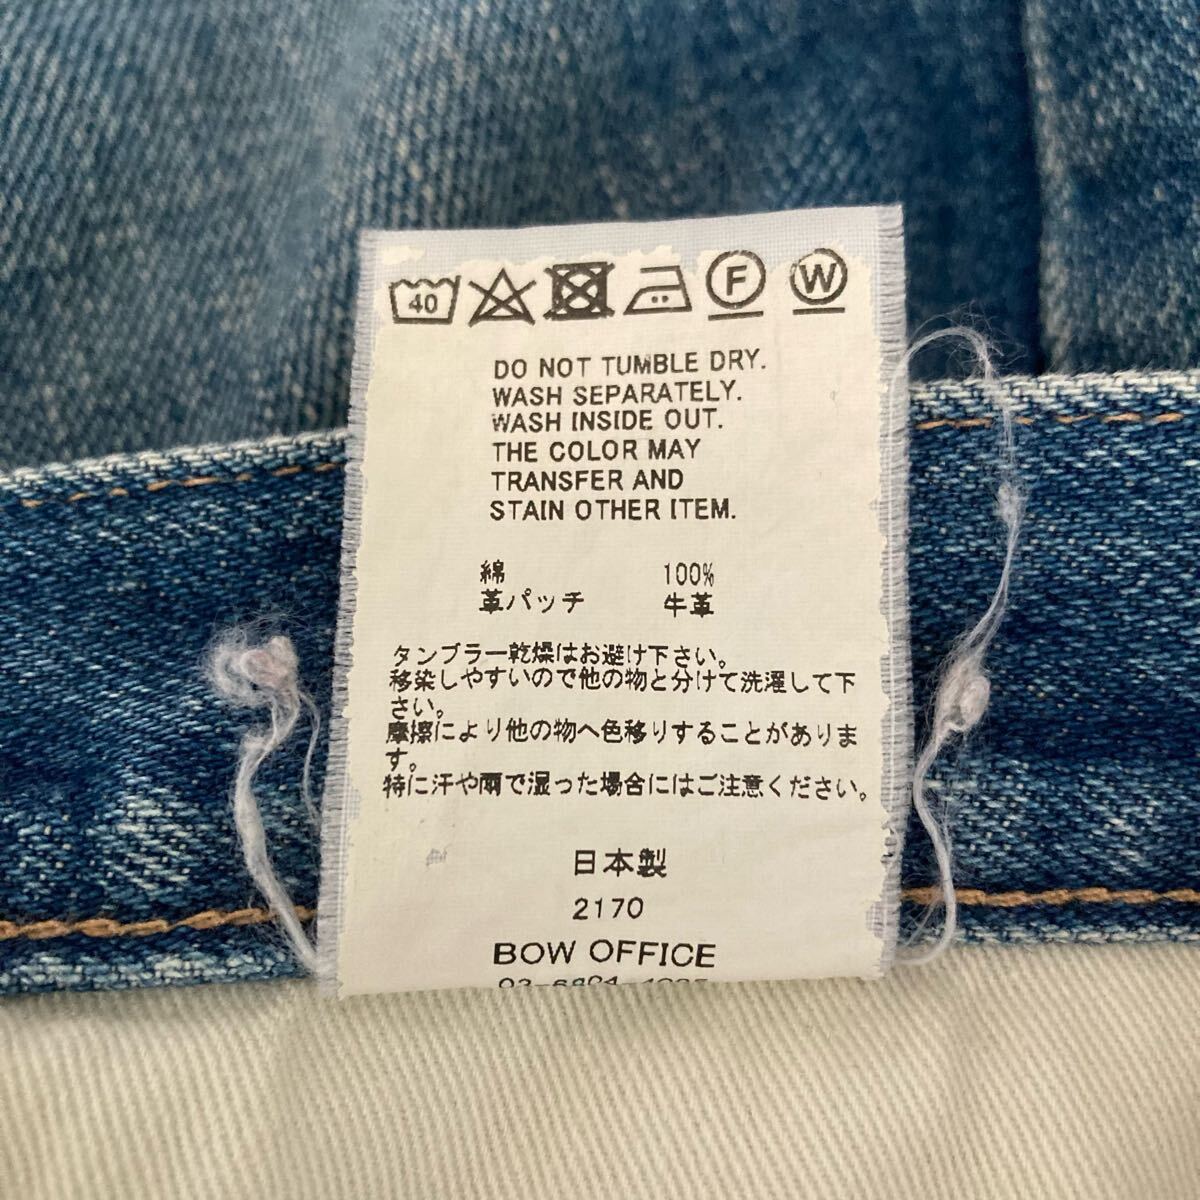 40 F W
DO NOT TUMBLE DRY.
WASH SEPARATELY.
WASH INSIDE OUT.
THE COLOR MAY
TRANSFER AND
STAIN OTHER ITEM.
綿 100%
革パッチ 牛革
タンブラー乾燥はお避け下さい。
移染しやすいので他の物と分けて洗濯して下
さい。
摩擦により他の物へ色移りすることがありま
す。
特に汗や雨で湿った場合にはご注意ください。
日本製
2170
BOW OFFICE